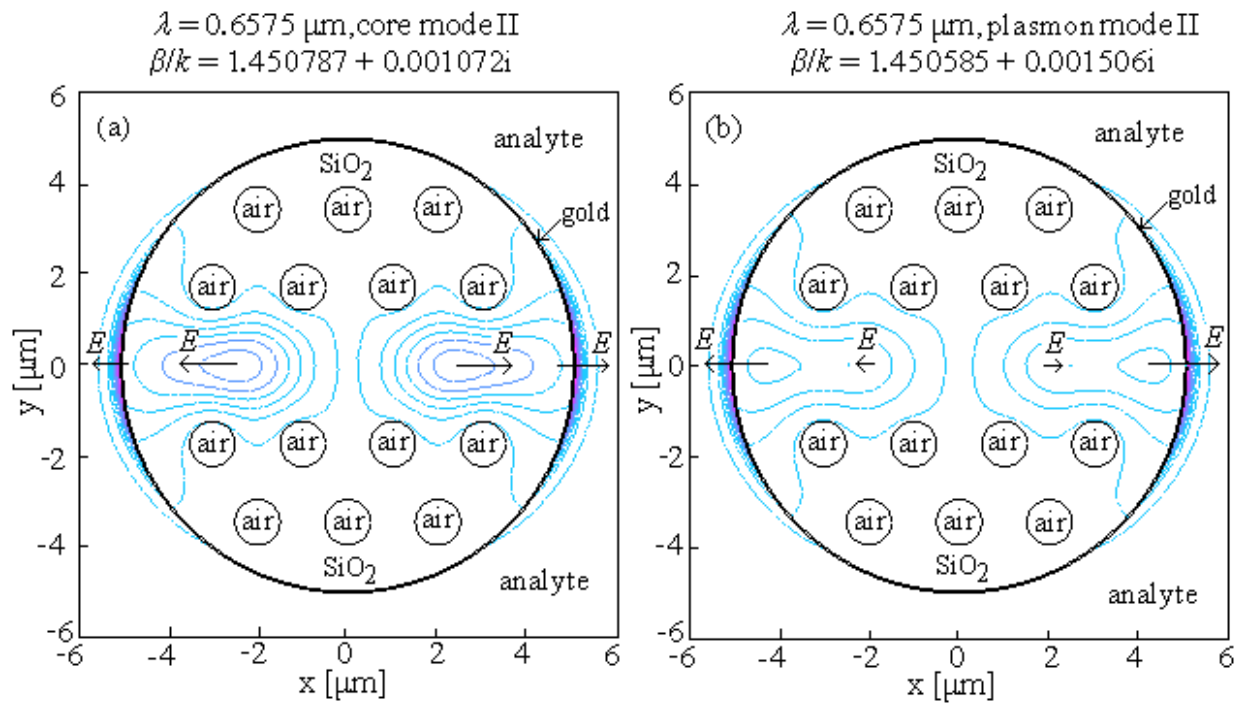 λ = 0.6575 μm, core mode II
β/k = 1.450787 + 0.001072i
(a)
analyte
SiO2
air air air
gold
air air air air
E E E E
air air air air
air air air
SiO2
analyte
6
4
2
0
-2
-4
-6
y [μm]
-6 -4 -2 0 2 4 6
x [μm]
λ = 0.6575 μm, plasmon mode II
β/k = 1.450585 + 0.001506i
(b)
analyte
SiO2
air air air
gold
air air air air
E E E E
air air air air
air air air
SiO2
analyte
6
4
2
0
-2
-4
-6
y [μm]
-6 -4 -2 0 2 4 6
x [μm]